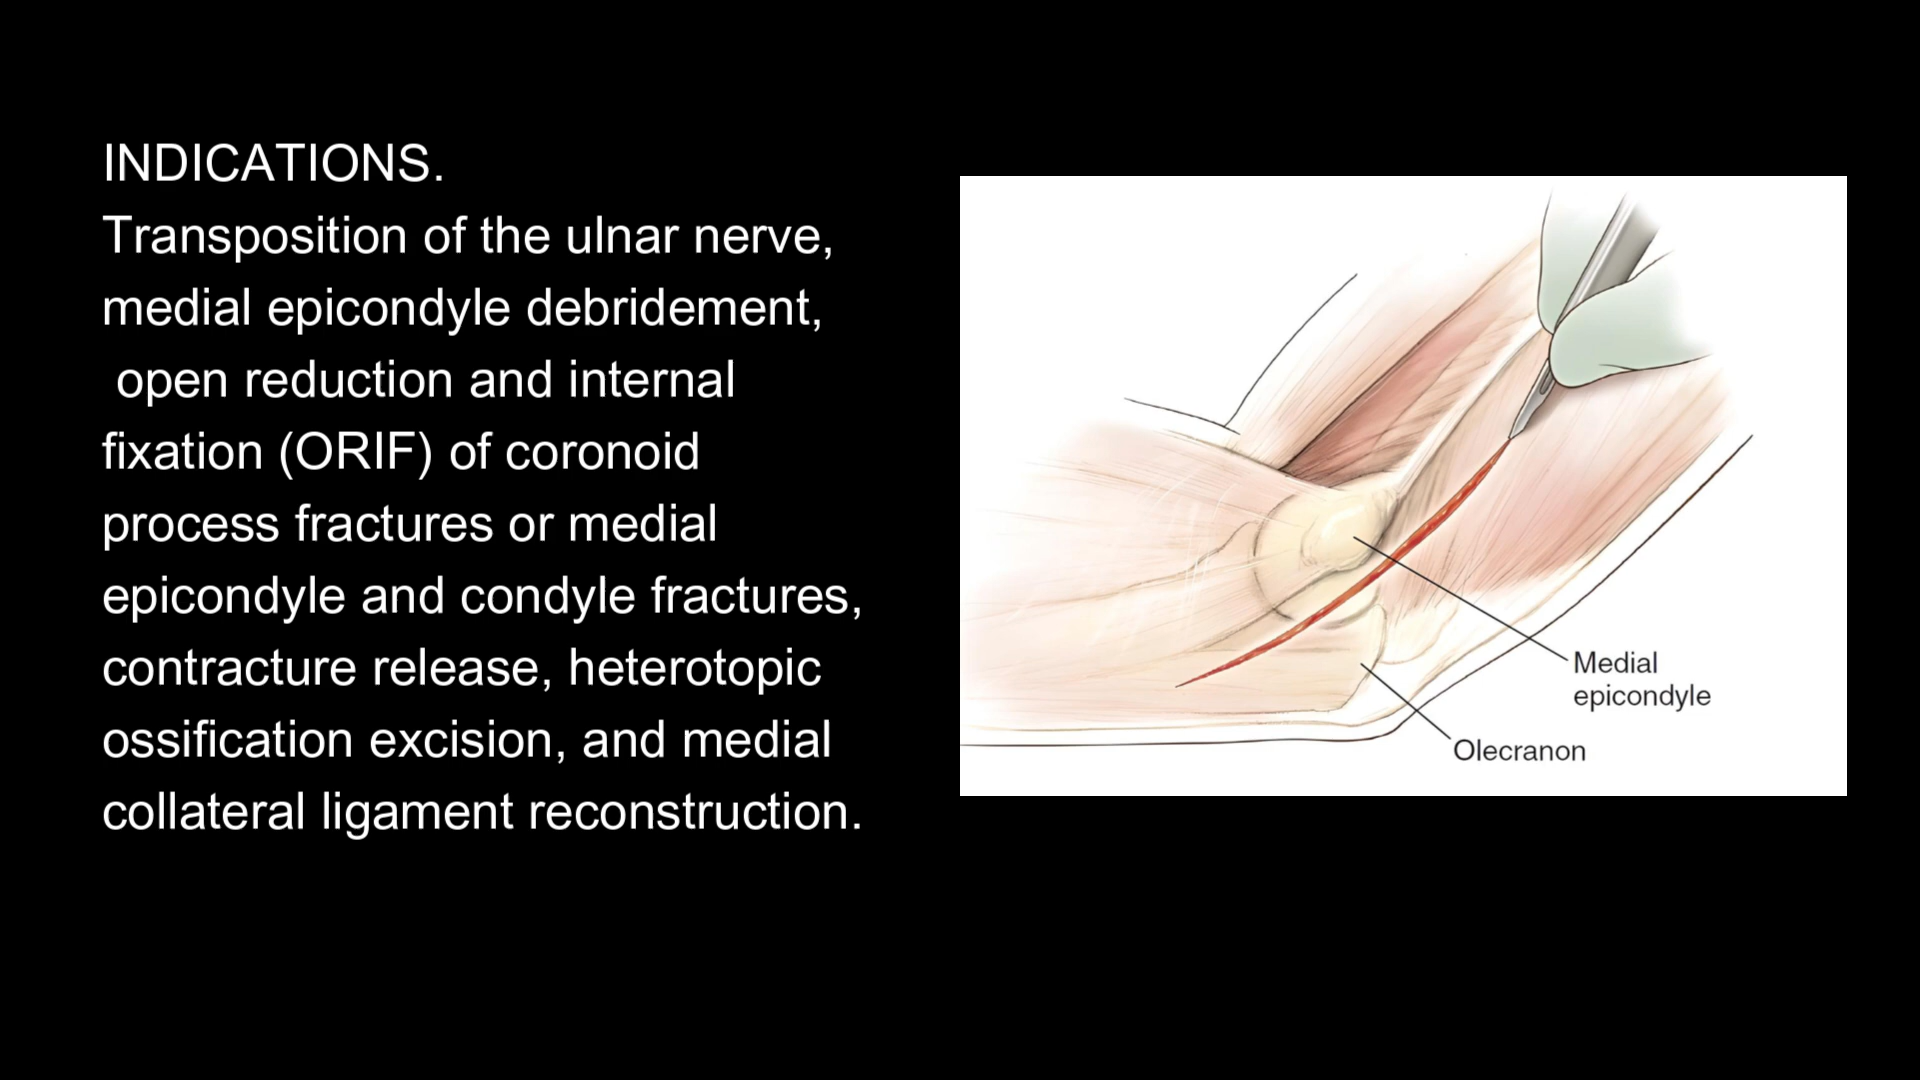 INDICATIONS.
Transposition of the ulnar nerve,
medial epicondyle debridement,
open reduction and internal
fixation (ORIF) of coronoid
process fractures or medial
epicondyle and condyle fractures,
contracture release, heterotopic
ossification excision, and medial
collateral ligament reconstruction.
Medial
epicondyle
Olecranon